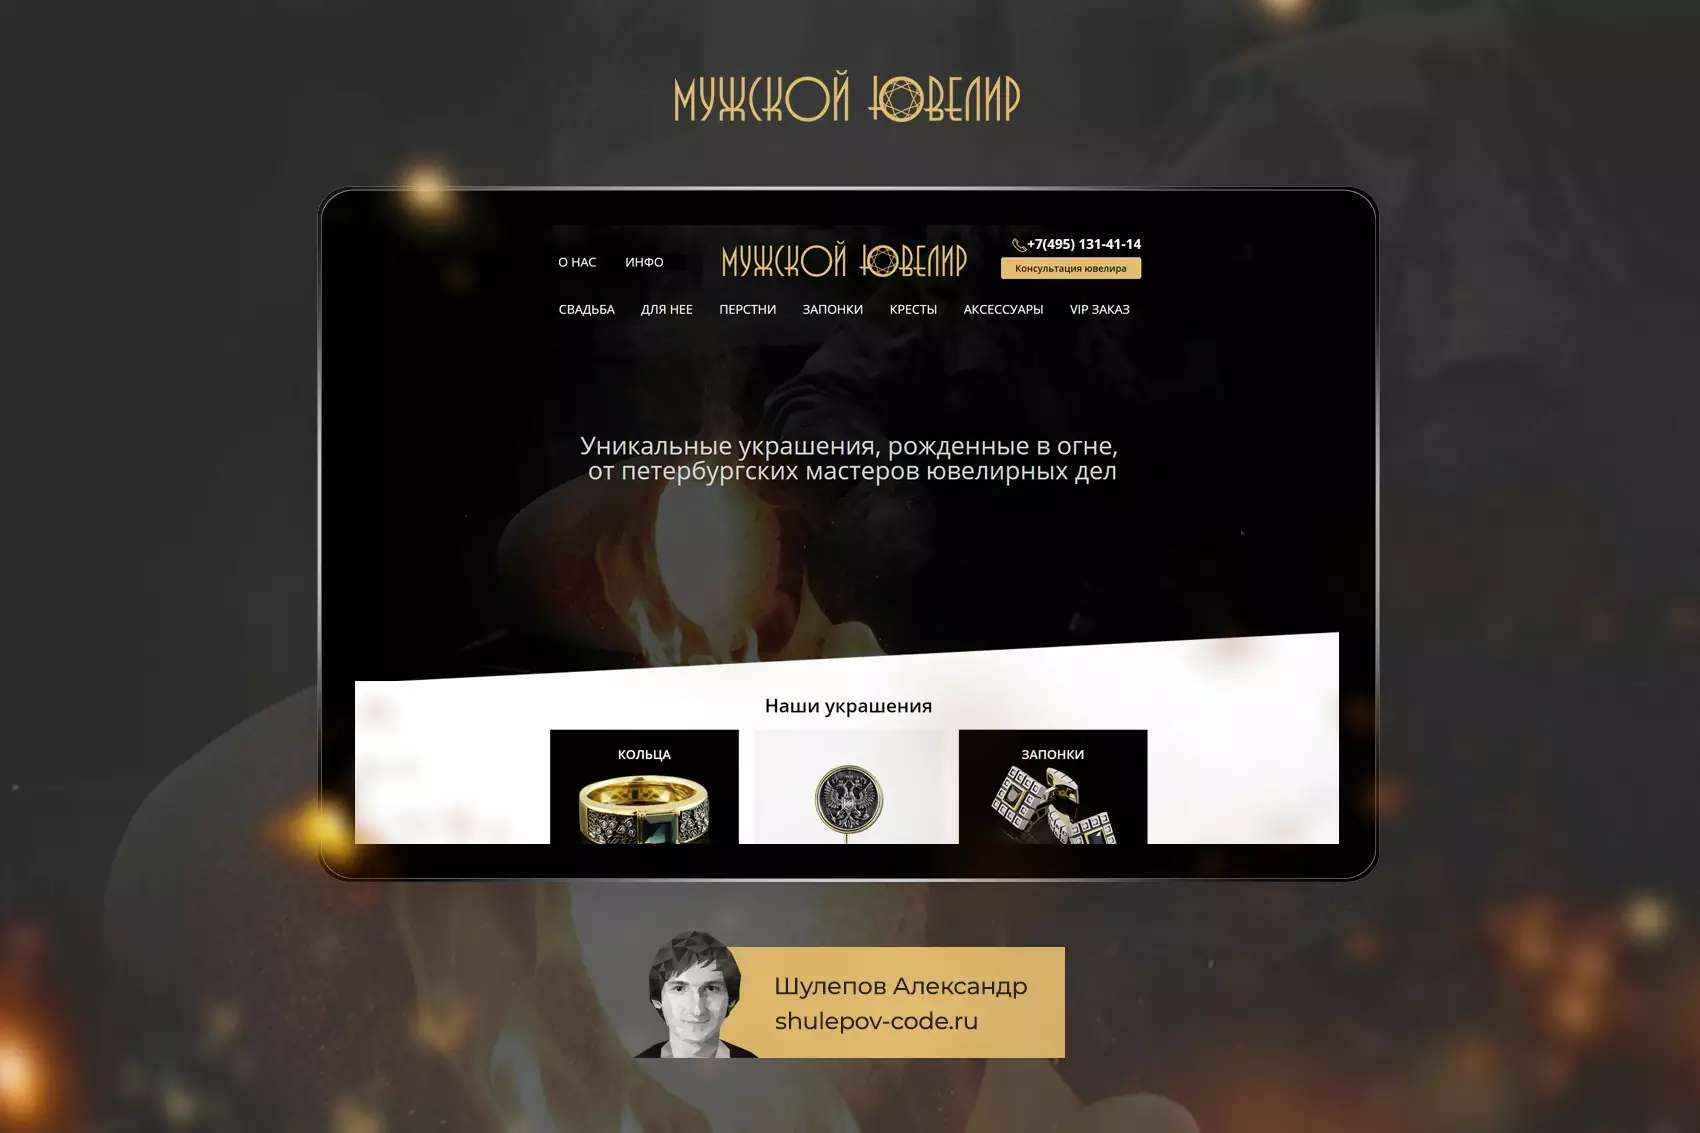 МУЖСКОЙ ЮВЕЛИР
О НАС ИНФО МУЖСКОЙ ЮВЕЛИР +7(495) 131-41-14
Консультация ювелира
СВАДЬБА ДЛЯ НЕЕ ПЕРСТНИ ЗАПОНКИ КРЕСТЫ АКСЕССУАРЫ VIP ЗАКАЗ
Уникальные украшения, рожденные в огне,
от петербургских мастеров ювелирных дел
Наши украшения
КОЛЬЦА ЗАПОНКИ
Шулепов Александр
shulepov-code.ru